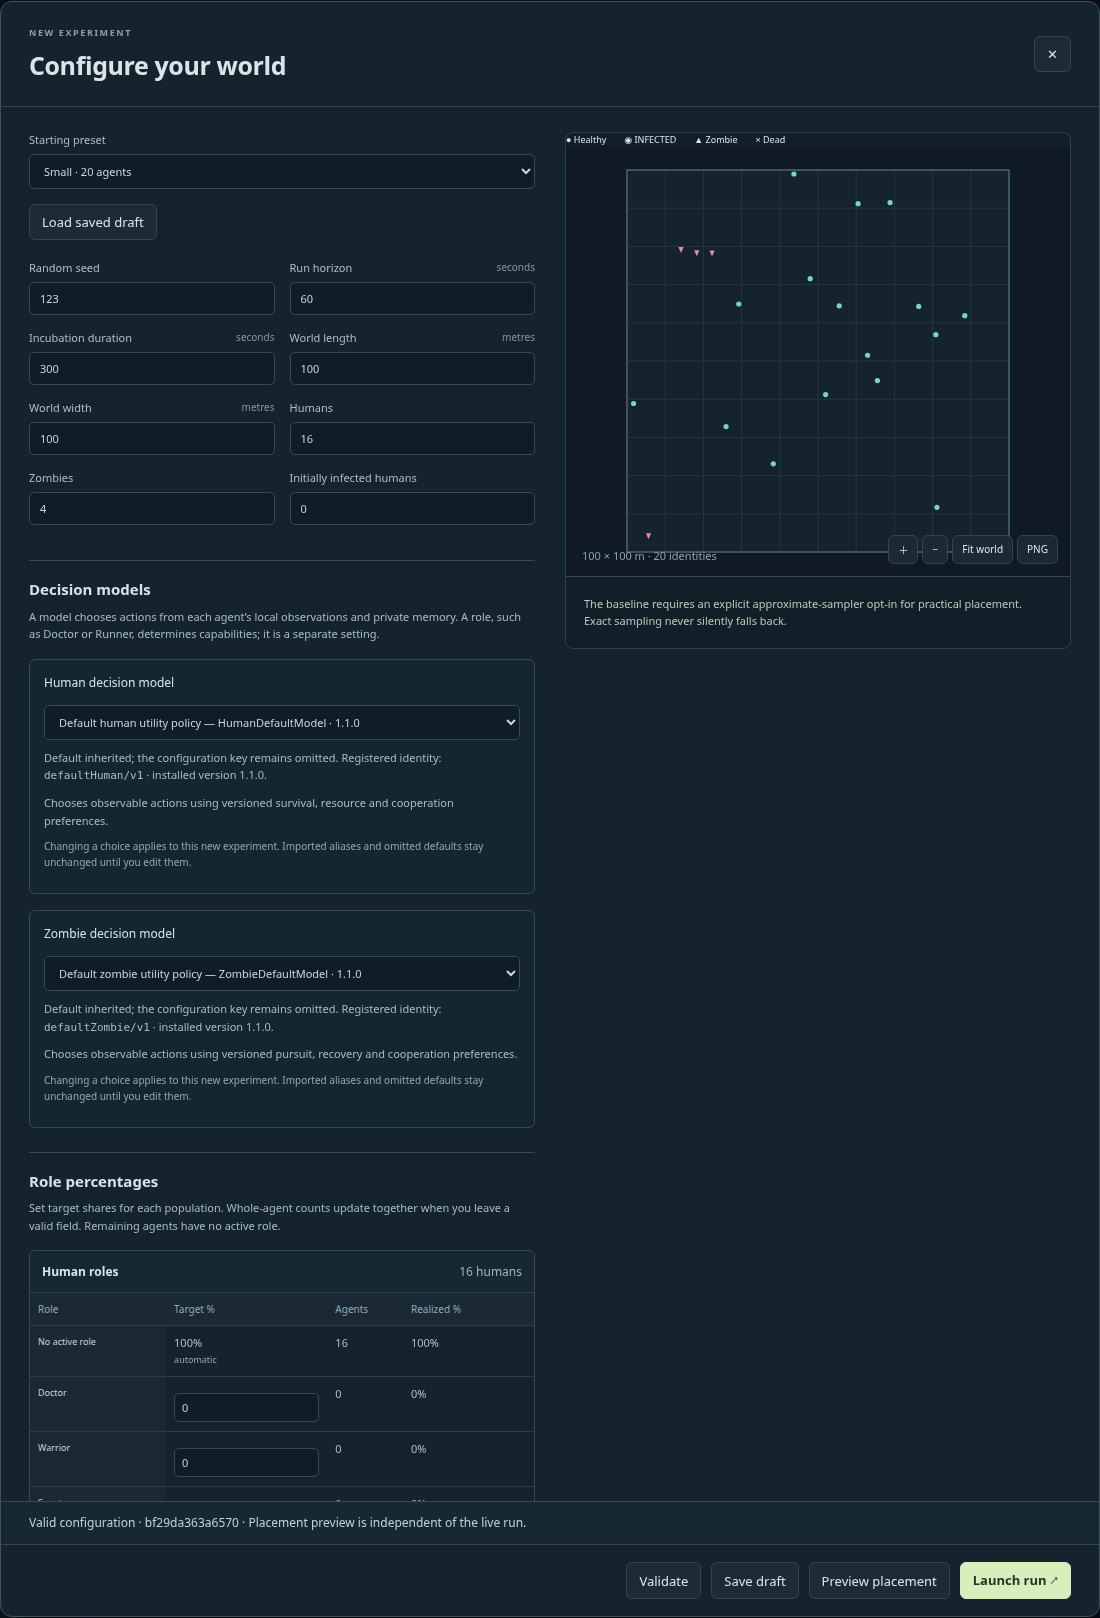 NEW EXPERIMENT
Configure your world
×
Starting preset
Small · 20 agents
Load saved draft
Random seed
123
Run horizon seconds
60
Incubation duration seconds
300
World length metres
100
World width metres
100
Humans
16
Zombies
4
Initially infected humans
0
Decision models
A model chooses actions from each agent’s local observations and private memory. A role, such
as Doctor or Runner, determines capabilities; it is a separate setting.
Human decision model
Default human utility policy — HumanDefaultModel · 1.1.0
Default inherited; the configuration key remains omitted. Registered identity:
defaultHuman/v1 · installed version 1.1.0.
Chooses observable actions using versioned survival, resource and cooperation
preferences.
Changing a choice applies to this new experiment. Imported aliases and omitted defaults stay
unchanged until you edit them.
Zombie decision model
Default zombie utility policy — ZombieDefaultModel · 1.1.0
Default inherited; the configuration key remains omitted. Registered identity:
defaultZombie/v1 · installed version 1.1.0.
Chooses observable actions using versioned pursuit, recovery and cooperation preferences.
Changing a choice applies to this new experiment. Imported aliases and omitted defaults stay
unchanged until you edit them.
Role percentages
Set target shares for each population. Whole-agent counts update together when you leave a
valid field. Remaining agents have no active role.
Human roles 16 humans
Role Target % Agents Realized %
No active role 100% 16 100%
automatic
Doctor 0 0 0%
Warrior 0 0 0%
● Healthy ◉ INFECTED ▲ Zombie × Dead
100 × 100 m · 20 identities
+ − Fit world PNG
The baseline requires an explicit approximate-sampler opt-in for practical placement.
Exact sampling never silently falls back.
Valid configuration · bf29da363a6570 · Placement preview is independent of the live run.
Validate Save draft Preview placement Launch run ↗